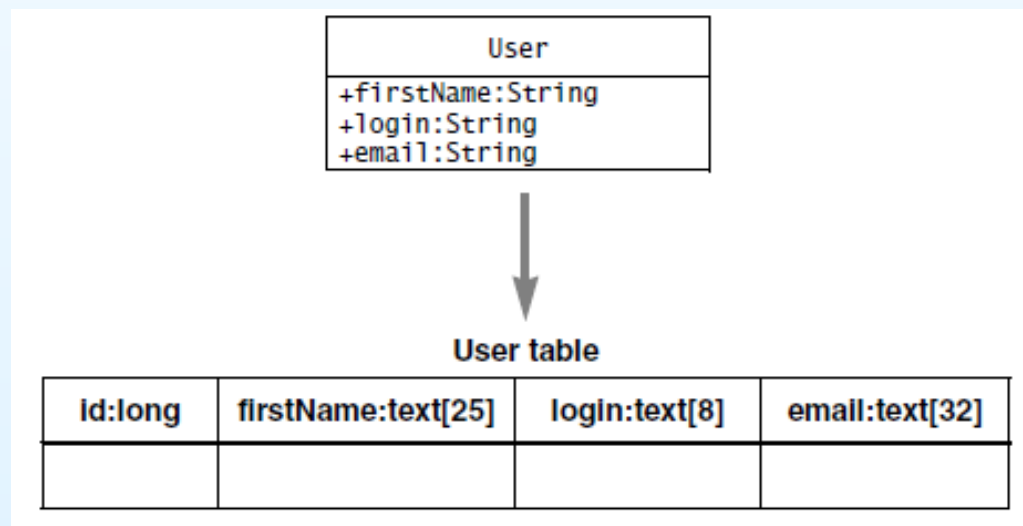 User
+firstName:String
+login:String
+email:String
User table
id:long firstName:text[25] login:text[8] email:text[32]